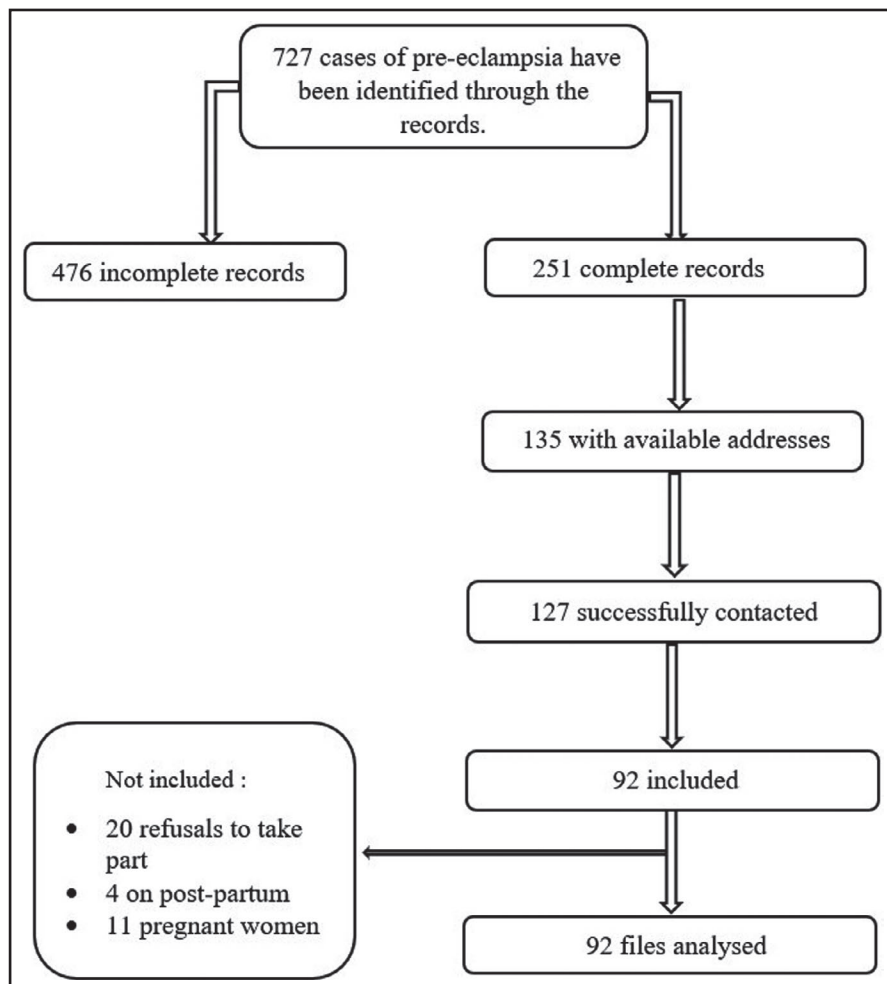 727 cases of pre-eclampsia have
been identified through the
records.
476 incomplete records
251 complete records
135 with available addresses
127 successfully contacted
92 included
Not included :
• 20 refusals to take
part
• 4 on post-partum
• 11 pregnant women
92 files analysed